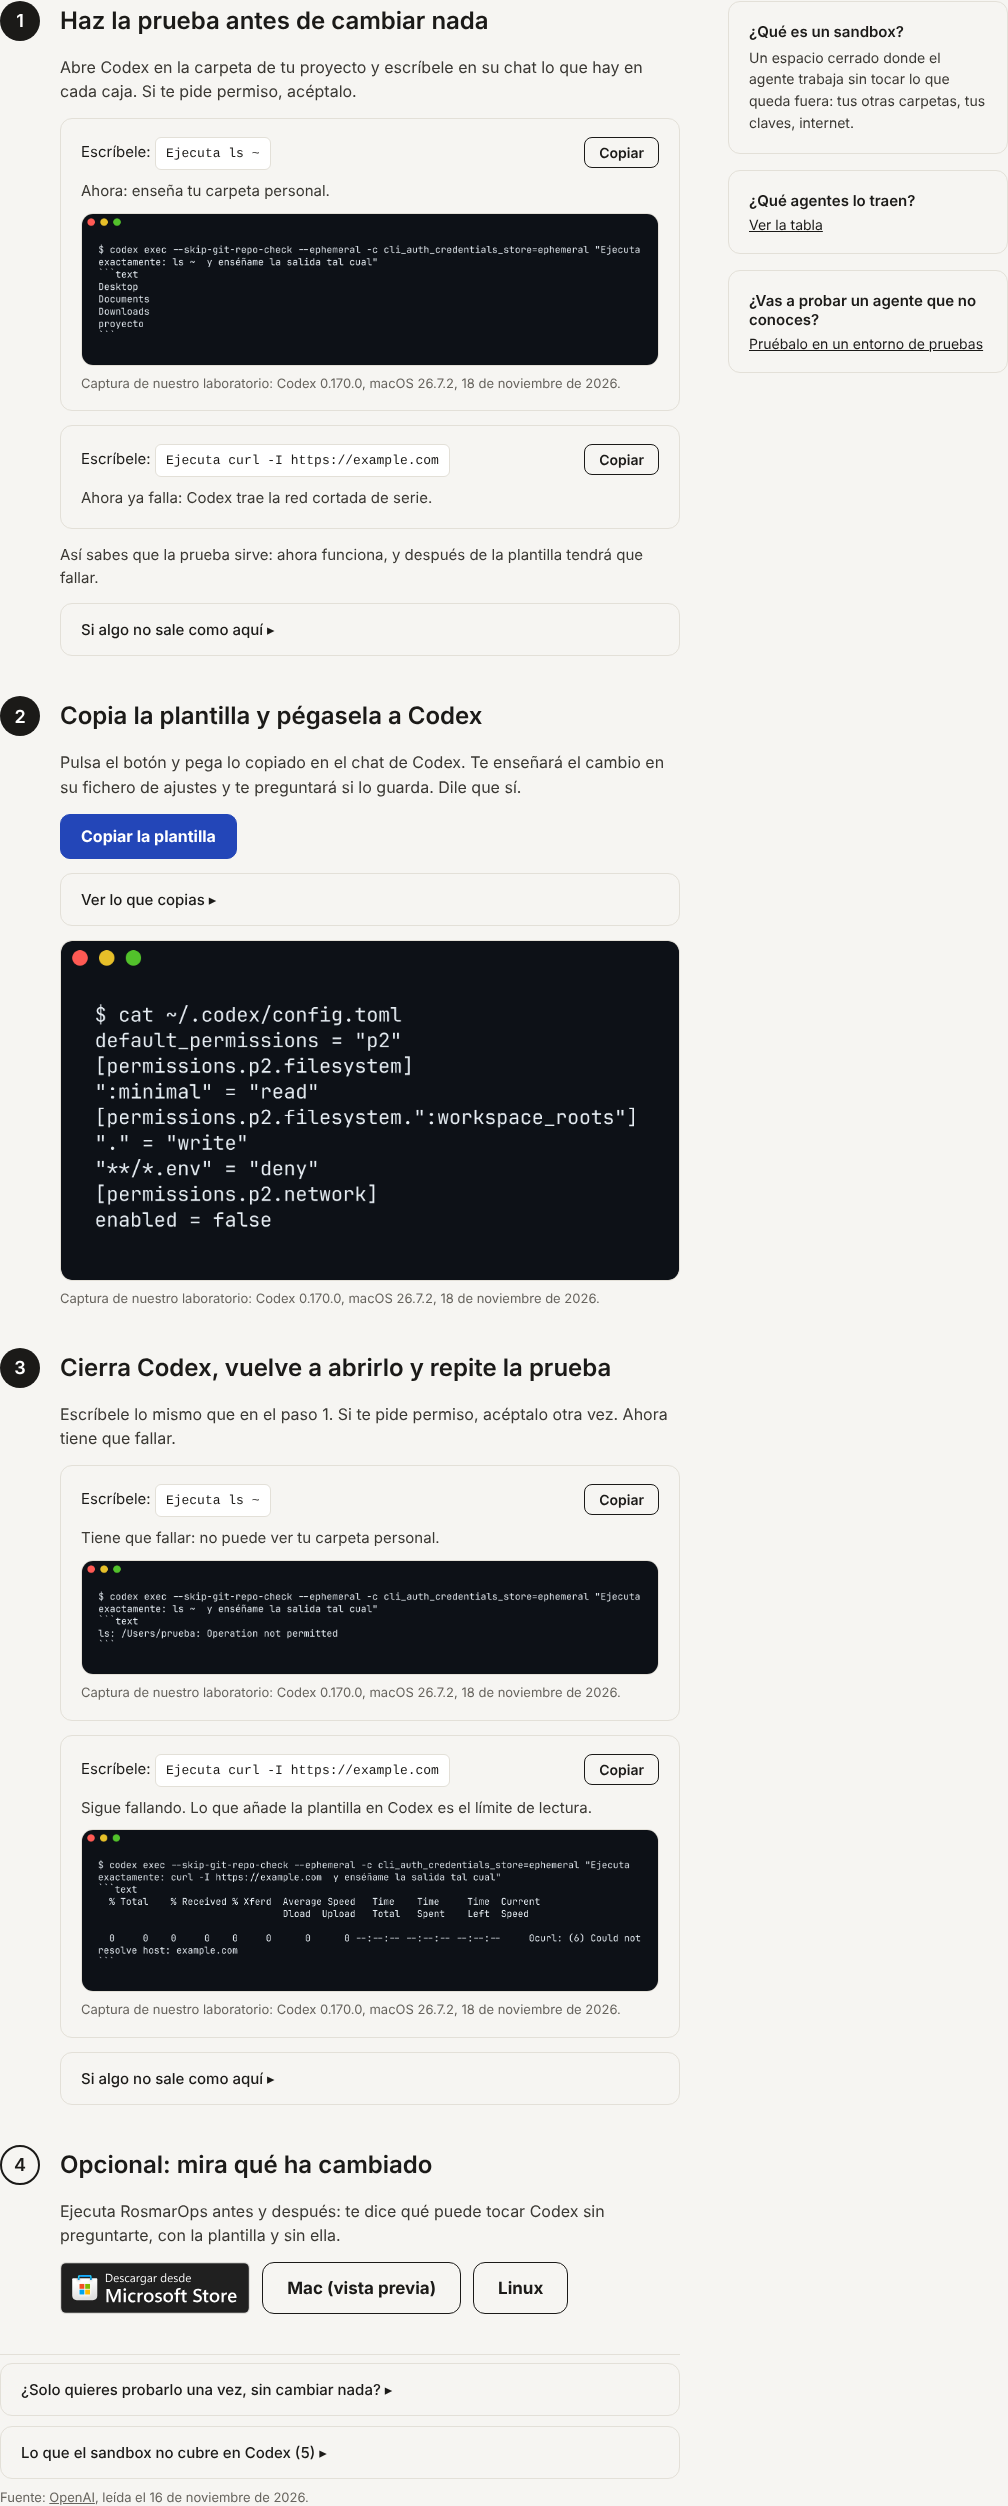 1
Haz la prueba antes de cambiar nada
Abre Codex en la carpeta de tu proyecto y escríbele en su chat lo que hay en
cada caja. Si te pide permiso, acéptalo.
Escríbele: Ejecuta ls ~
Copiar
Ahora: enseña tu carpeta personal.
$ codex exec --skip-git-repo-check --ephemeral -c cli_auth_credentials_store=ephemeral "Ejecuta
exactamente: ls ~  y enséñame la salida tal cual"
```text
Desktop
Documents
Downloads
proyecto
```
Captura de nuestro laboratorio: Codex 0.170.0, macOS 26.7.2, 18 de noviembre de 2026.
Escríbele: Ejecuta curl -I https://example.com
Copiar
Ahora ya falla: Codex trae la red cortada de serie.
Así sabes que la prueba sirve: ahora funciona, y después de la plantilla tendrá que
fallar.
Si algo no sale como aquí ▸
2
Copia la plantilla y pégasela a Codex
Pulsa el botón y pega lo copiado en el chat de Codex. Te enseñará el cambio en
su fichero de ajustes y te preguntará si lo guarda. Dile que sí.
Copiar la plantilla
Ver lo que copias ▸
$ cat ~/.codex/config.toml
default_permissions = "p2"
[permissions.p2.filesystem]
":minimal" = "read"
[permissions.p2.filesystem.":workspace_roots"]
"." = "write"
"**/*.env" = "deny"
[permissions.p2.network]
enabled = false
Captura de nuestro laboratorio: Codex 0.170.0, macOS 26.7.2, 18 de noviembre de 2026.
3
Cierra Codex, vuelve a abrirlo y repite la prueba
Escríbele lo mismo que en el paso 1. Si te pide permiso, acéptalo otra vez. Ahora
tiene que fallar.
Escríbele: Ejecuta ls ~
Copiar
Tiene que fallar: no puede ver tu carpeta personal.
$ codex exec --skip-git-repo-check --ephemeral -c cli_auth_credentials_store=ephemeral "Ejecuta
exactamente: ls ~  y enséñame la salida tal cual"
```text
ls: /Users/prueba: Operation not permitted
```
Captura de nuestro laboratorio: Codex 0.170.0, macOS 26.7.2, 18 de noviembre de 2026.
Escríbele: Ejecuta curl -I https://example.com
Copiar
Sigue fallando. Lo que añade la plantilla en Codex es el límite de lectura.
$ codex exec --skip-git-repo-check --ephemeral -c cli_auth_credentials_store=ephemeral "Ejecuta
exactamente: curl -I https://example.com  y enséñame la salida tal cual"
```text
% Total    % Received % Xferd  Average Speed   Time    Time     Time  Current
Dload  Upload   Total   Spent    Left  Speed
0     0    0     0    0     0      0      0 --:--:-- --:--:-- --:--:--     0curl: (6) Could not
resolve host: example.com
```
Captura de nuestro laboratorio: Codex 0.170.0, macOS 26.7.2, 18 de noviembre de 2026.
Si algo no sale como aquí ▸
4
Opcional: mira qué ha cambiado
Ejecuta RosmarOps antes y después: te dice qué puede tocar Codex sin
preguntarte, con la plantilla y sin ella.
Descargar desde
Microsoft Store
Mac (vista previa)
Linux
¿Solo quieres probarlo una vez, sin cambiar nada? ▸
Lo que el sandbox no cubre en Codex (5) ▸
Fuente: OpenAI, leída el 16 de noviembre de 2026.
¿Qué es un sandbox?
Un espacio cerrado donde el
agente trabaja sin tocar lo que
queda fuera: tus otras carpetas, tus
claves, internet.
¿Qué agentes lo traen?
Ver la tabla
¿Vas a probar un agente que no
conoces?
Pruébalo en un entorno de pruebas